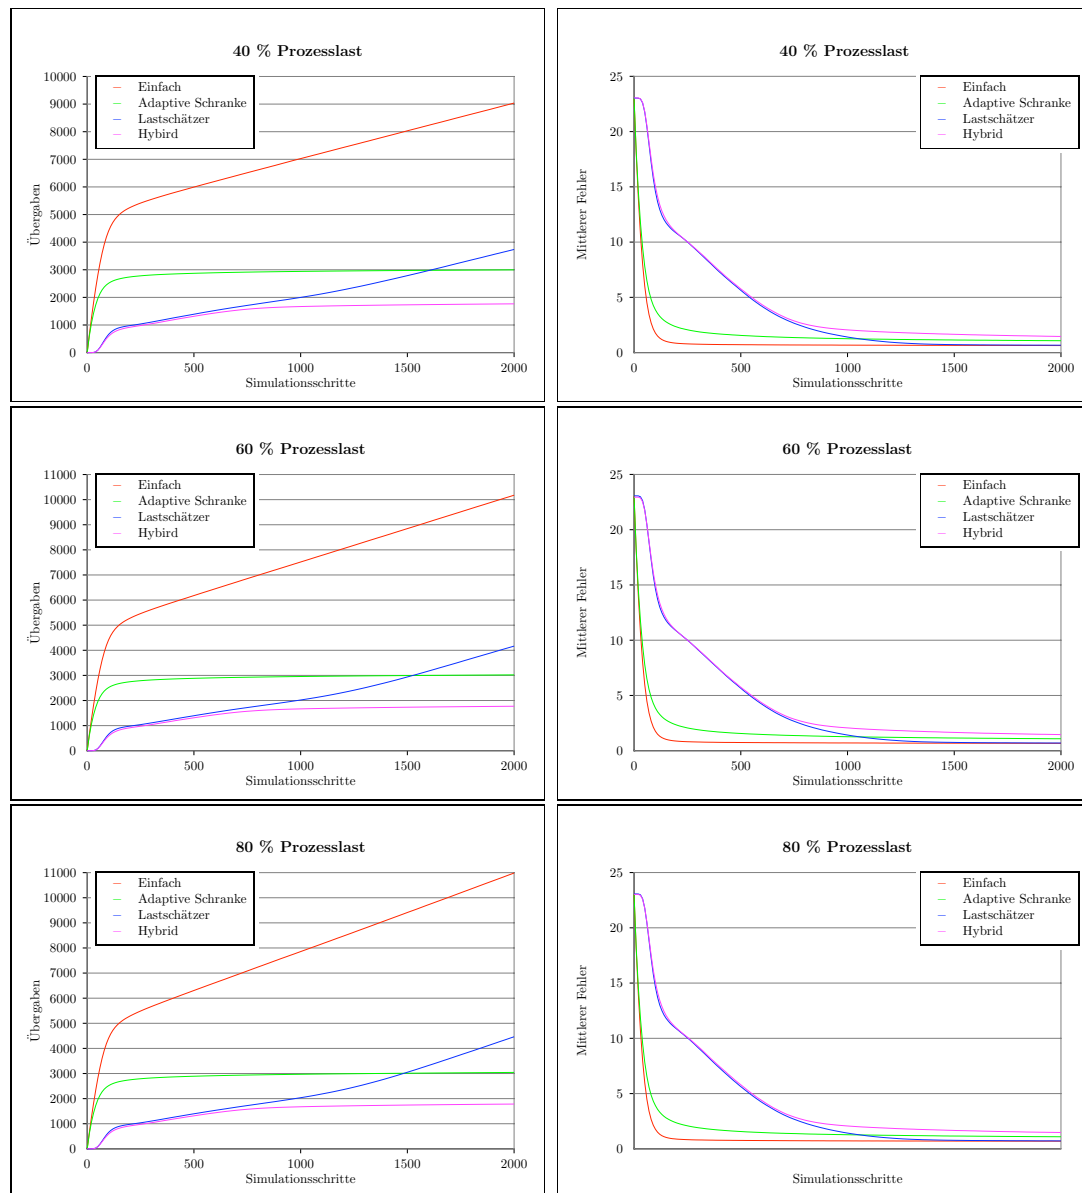 40 % Prozesslast
Übergaben
10000
9000
8000
7000
6000
5000
4000
3000
2000
1000
0
Einfach
Adaptive Schranke
Lastschätzer
Hybird
0 500 1000 1500 2000
Simulationsschritte
40 % Prozesslast
Mittlerer Fehler
25
20
15
10
5
0
Einfach
Adaptive Schranke
Lastschätzer
Hybrid
0 500 1000 1500 2000
Simulationsschritte
60 % Prozesslast
Übergaben
11000
10000
9000
8000
7000
6000
5000
4000
3000
2000
1000
0
Einfach
Adaptive Schranke
Lastschätzer
Hybird
0 500 1000 1500 2000
Simulationsschritte
60 % Prozesslast
Mittlerer Fehler
25
20
15
10
5
0
Einfach
Adaptive Schranke
Lastschätzer
Hybrid
0 500 1000 1500 2000
Simulationsschritte
80 % Prozesslast
Übergaben
11000
10000
9000
8000
7000
6000
5000
4000
3000
2000
1000
0
Einfach
Adaptive Schranke
Lastschätzer
Hybrid
0 500 1000 1500 2000
Simulationsschritte
80 % Prozesslast
Mittlerer Fehler
25
20
15
10
5
0
Einfach
Adaptive Schranke
Lastschätzer
Hybrid
Simulationsschritte